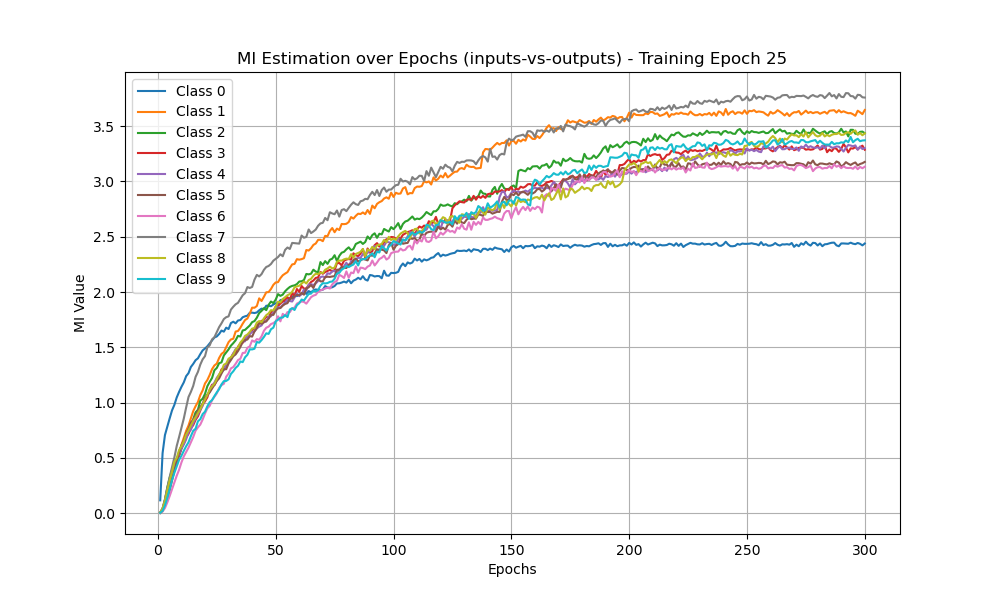 MI Estimation over Epochs (inputs-vs-outputs) - Training Epoch 25
Class 0
Class 1
Class 2
Class 3
Class 4
Class 5
Class 6
Class 7
Class 8
Class 9
MI Value
3.5
3.0
2.5
2.0
1.5
1.0
0.5
0.0
0 50 100 150 200 250 300
Epochs